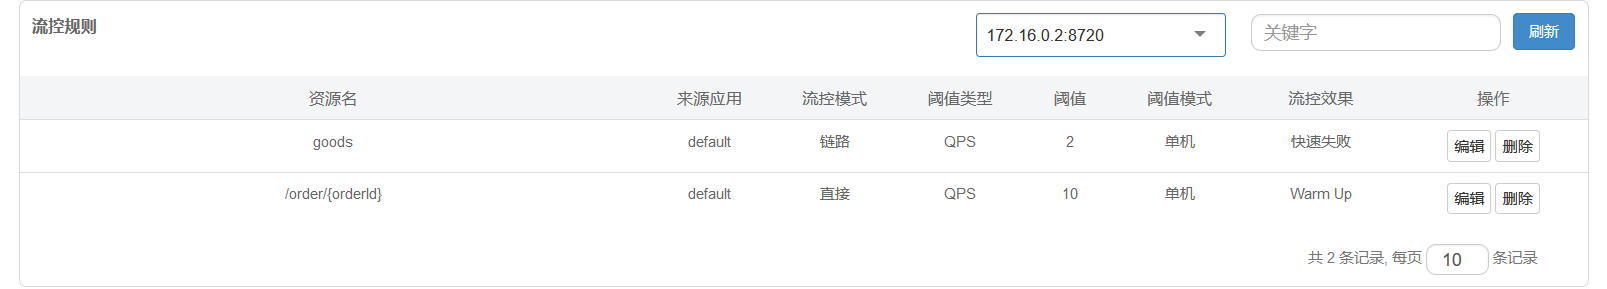 流控规则 172.16.0.2:8720 关键字 刷新
资源名 来源应用 流控模式 阈值类型 阈值 阈值模式 流控效果 操作
goods default 链路 QPS 2 单机 快速失败 编辑 删除
/order/{orderId} default 直接 QPS 10 单机 Warm Up 编辑 删除
共 2 条记录, 每页 10 条记录